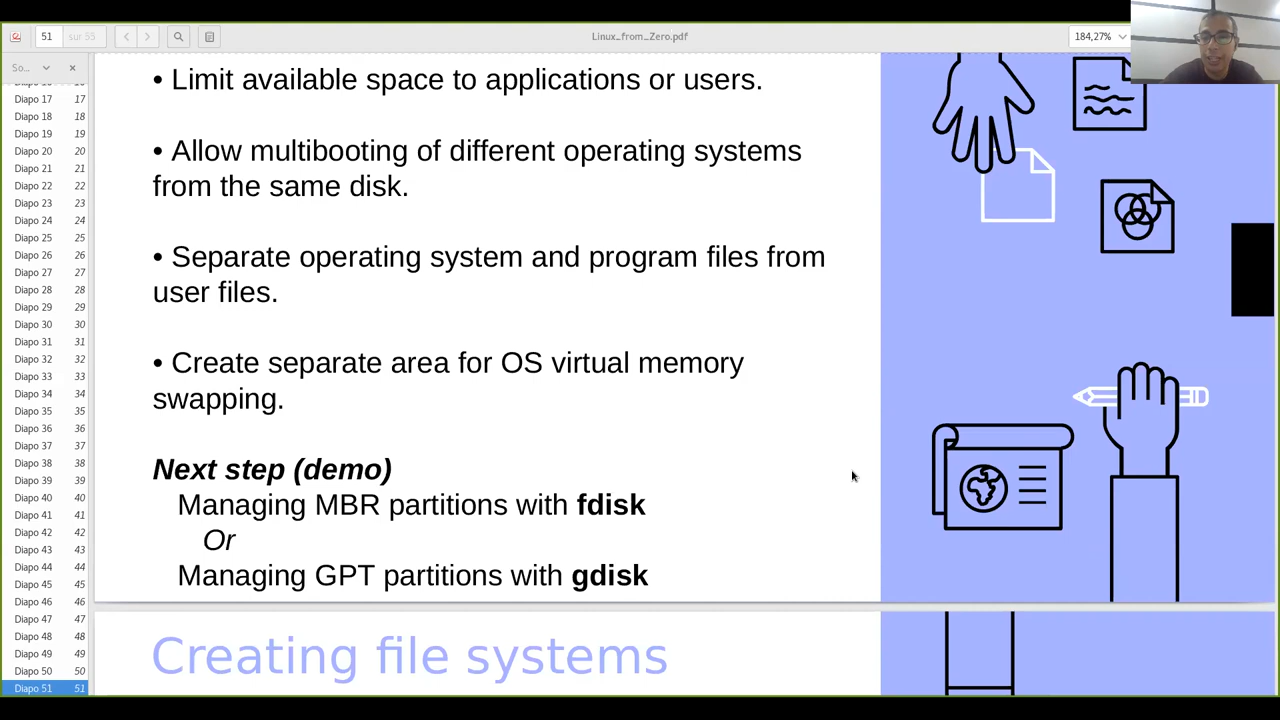 51
sur 55
Linux_from_Zero.pdf
184,27%
So...
Diapo 17 17
Diapo 18 18
Diapo 19 19
Diapo 20 20
Diapo 21 21
Diapo 22 22
Diapo 23 23
Diapo 24 24
Diapo 25 25
Diapo 26 26
Diapo 27 27
Diapo 28 28
Diapo 29 29
Diapo 30 30
Diapo 31 31
Diapo 32 32
Diapo 33 33
Diapo 34 34
Diapo 35 35
Diapo 36 36
Diapo 37 37
Diapo 38 38
Diapo 39 39
Diapo 40 40
Diapo 41 41
Diapo 42 42
Diapo 43 43
Diapo 44 44
Diapo 45 45
Diapo 46 46
Diapo 47 47
Diapo 48 48
Diapo 49 49
Diapo 50 50
Diapo 51 51
• Limit available space to applications or users.
• Allow multibooting of different operating systems
from the same disk.
• Separate operating system and program files from
user files.
• Create separate area for OS virtual memory
swapping.
Next step (demo)
Managing MBR partitions with fdisk
Or
Managing GPT partitions with gdisk
Creating file systems